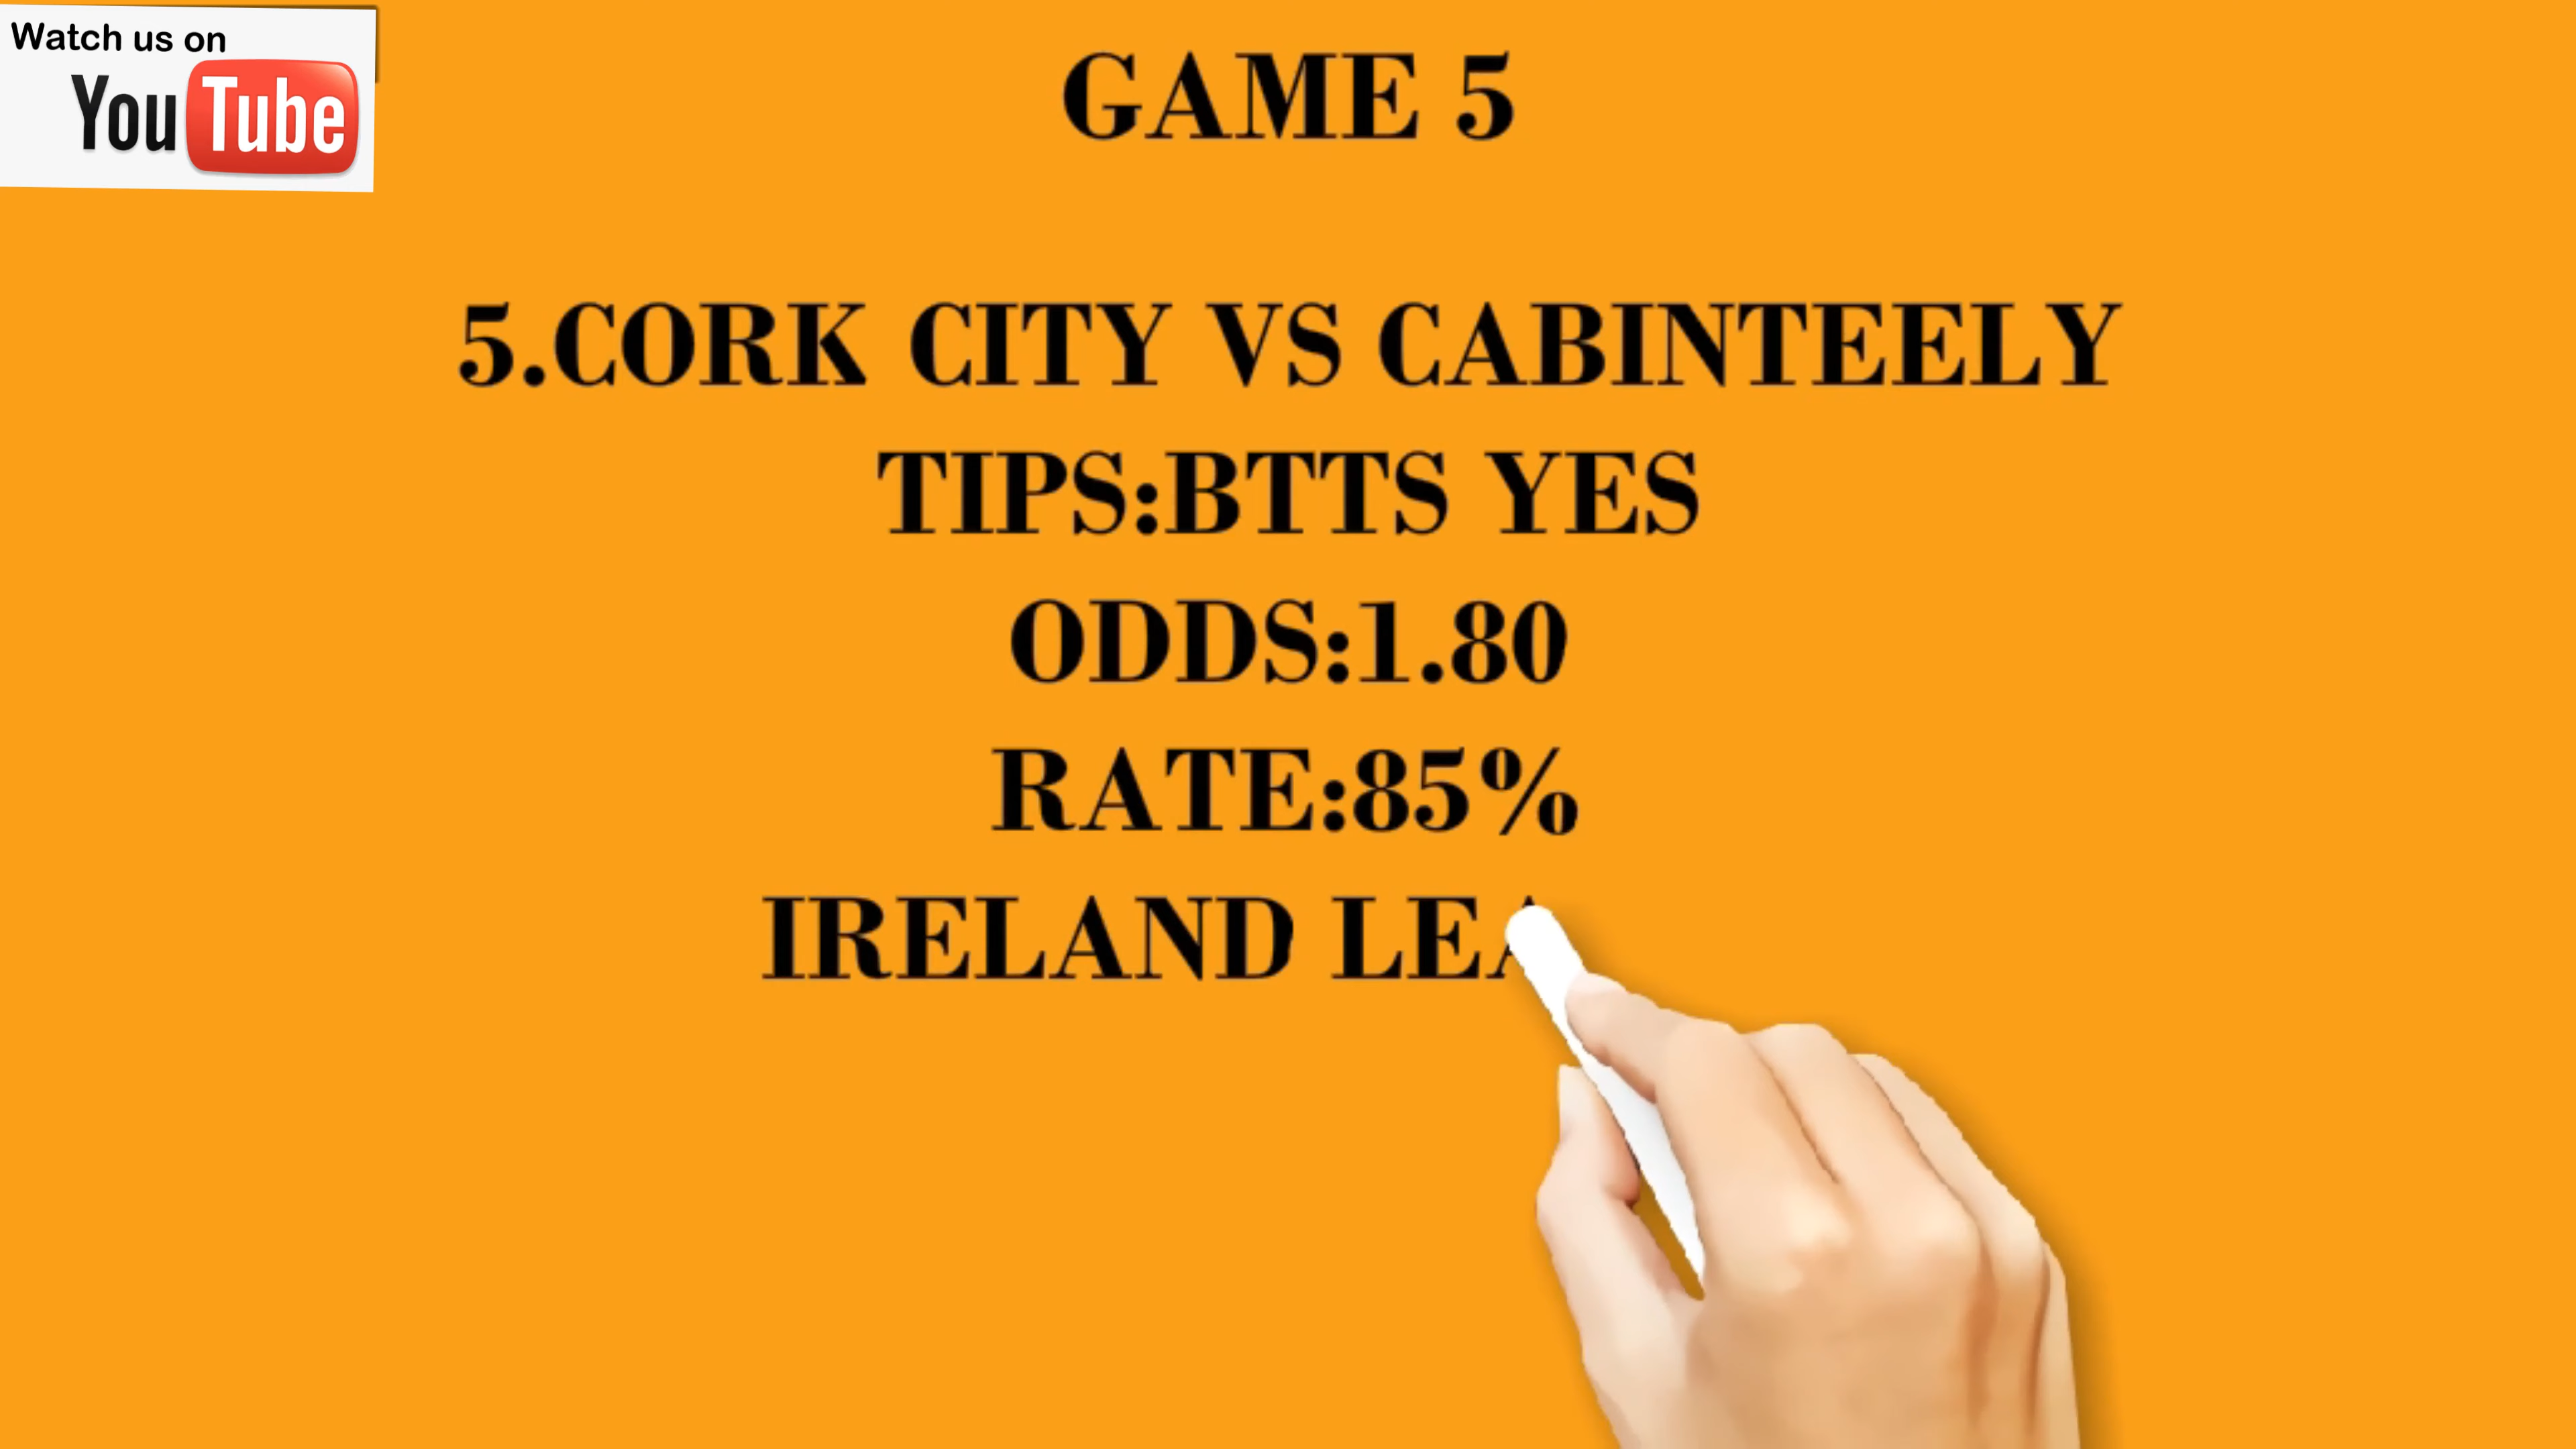 Watch us on
YouTube
GAME 5
5.CORK CITY VS CABINTEELY
TIPS:BTTS YES
ODDS:1.80
RATE:85%
IRELAND LEA